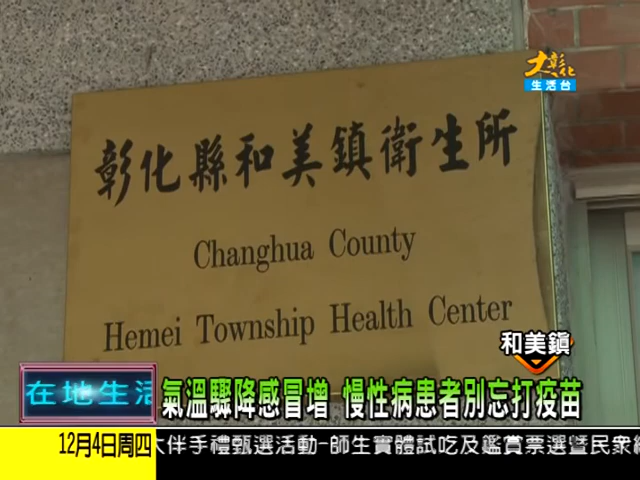 大彰化
生活台
彰化縣和美鎮衛生所
Changhua County
Hemei Township Health Center
和美鎮
在地生活
氣溫驟降感冒增 慢性病患者別忘打疫苗
12月4日周四
大伴手禮甄選活動-師生實體試吃及鑑賞票選暨民眾